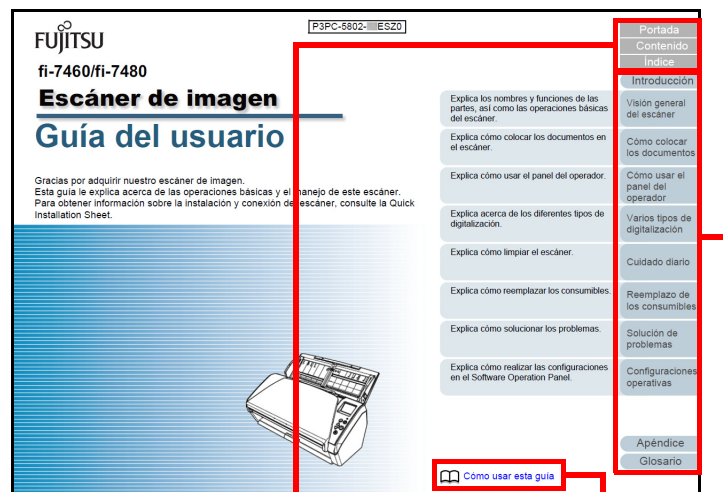 P3PC-5802- ESZ0
FUJITSU
fi-7460/fi-7480
Escáner de imagen
Guía del usuario
Gracias por adquirir nuestro escáner de imagen.
Esta guía le explica acerca de las operaciones básicas y el manejo de este escáner.
Para obtener información sobre la instalación y conexión del escáner, consulte la Quick
Installation Sheet.
Portada
Contenido
Índice
Introducción
Explica los nombres y funciones de las
partes, así como las operaciones básicas
del escáner.
Visión general
del escáner
Explica cómo colocar los documentos en
el escáner.
Cómo colocar
los documentos
Explica cómo usar el panel del operador.
Cómo usar el
panel del
operador
Explica acerca de los diferentes tipos de
digitalización.
Varios tipos de
digitalización
Explica cómo limpiar el escáner.
Cuidado diario
Explica cómo reemplazar los consumibles.
Reemplazo de
los consumibles
Explica cómo solucionar los problemas.
Solución de
problemas
Explica cómo realizar las configuraciones
en el Software Operation Panel.
Configuraciones
operativas
Apéndice
Glosario
Cómo usar esta guía